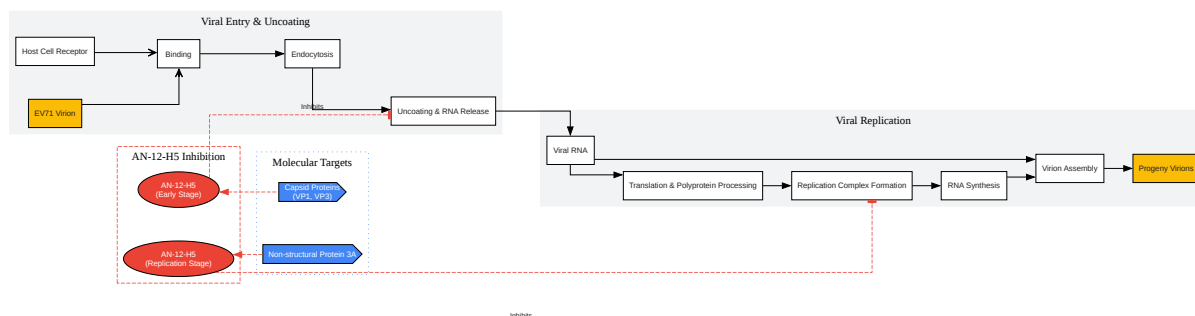 Viral Entry & Uncoating
Host Cell Receptor
Binding
Endocytosis
EV71 Virion
Inhibits
Uncoating & RNA Release
Viral Replication
Viral RNA
Translation & Polyprotein Processing
Replication Complex Formation
RNA Synthesis
Virion Assembly
Progeny Virions
AN-12-H5 Inhibition
AN-12-H5
(Early Stage)
AN-12-H5
(Replication Stage)
Molecular Targets
Capsid Proteins
(VP1, VP3)
Non-structural Protein 3A
Inhibits